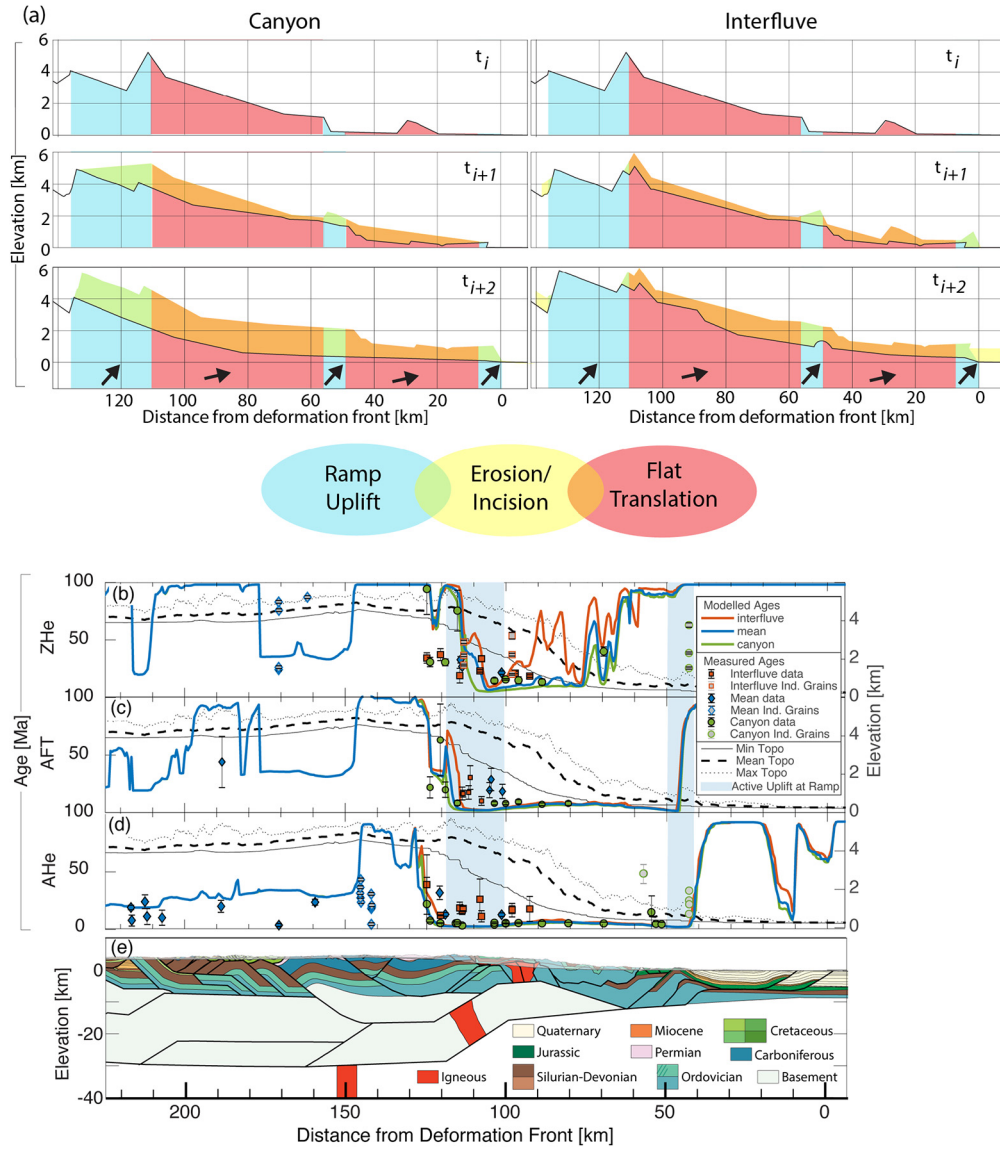 (a)
Canyon
Interfluve
6
4
2
0
t_i
t_i
6
4
2
0
t_i+1
t_i+1
6
4
2
0
t_i+2
t_i+2
Elevation [km]
120 100 80 60 40 20 0
120 100 80 60 40 20 0
Distance from deformation front [km]
Distance from deformation front [km]
Ramp
Uplift
Erosion/
Incision
Flat
Translation
Age [Ma]
Elevation [km]
(b)
ZHe
100
50
4
2
0
Modelled Ages
interfluve
mean
canyon
Measured Ages
Interfluve data
Interfluve Ind. Grains
Mean data
Mean Ind. Grains
Canyon data
Canyon Ind. Grains
Min Topo
Mean Topo
Max Topo
Active Uplift at Ramp
(c)
AFT
100
50
4
2
0
(d)
AHe
100
50
0
4
2
0
(e)
Elevation [km]
0
-20
-40
Quaternary
Miocene
Cretaceous
Jurassic
Permian
Carboniferous
Igneous
Silurian-Devonian
Ordovician
Basement
200 150 100 50 0
Distance from Deformation Front [km]